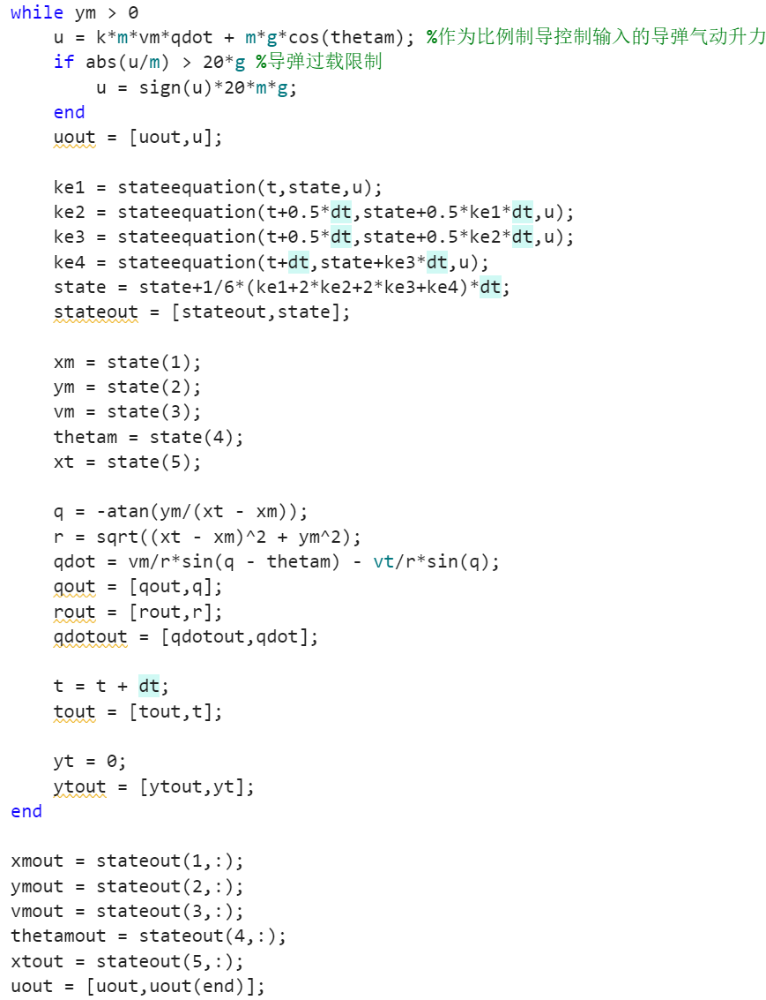 while ym > 0
    u = k*m*vm*qdot + m*g*cos(thetam); %作为比例制导控制输入的导弹气动升力
    if abs(u/m) > 20*g %导弹过载限制
        u = sign(u)*20*m*g;
    end
    uout = [uout,u];

    ke1 = stateequation(t,state,u);
    ke2 = stateequation(t+0.5*dt,state+0.5*ke1*dt,u);
    ke3 = stateequation(t+0.5*dt,state+0.5*ke2*dt,u);
    ke4 = stateequation(t+dt,state+ke3*dt,u);
    state = state+1/6*(ke1+2*ke2+2*ke3+ke4)*dt;
    stateout = [stateout,state];

    xm = state(1);
    ym = state(2);
    vm = state(3);
    thetam = state(4);
    xt = state(5);

    q = -atan(ym/(xt - xm));
    r = sqrt((xt - xm)^2 + ym^2);
    qdot = vm/r*sin(q - thetam) - vt/r*sin(q);
    qout = [qout,q];
    rout = [rout,r];
    qdotout = [qdotout,qdot];

    t = t + dt;
    tout = [tout,t];

    yt = 0;
    ytout = [ytout,yt];
end

xmout = stateout(1,:);
ymout = stateout(2,:);
vmout = stateout(3,:);
thetamout = stateout(4,:);
xtout = stateout(5,:);
uout = [uout,uout(end)];